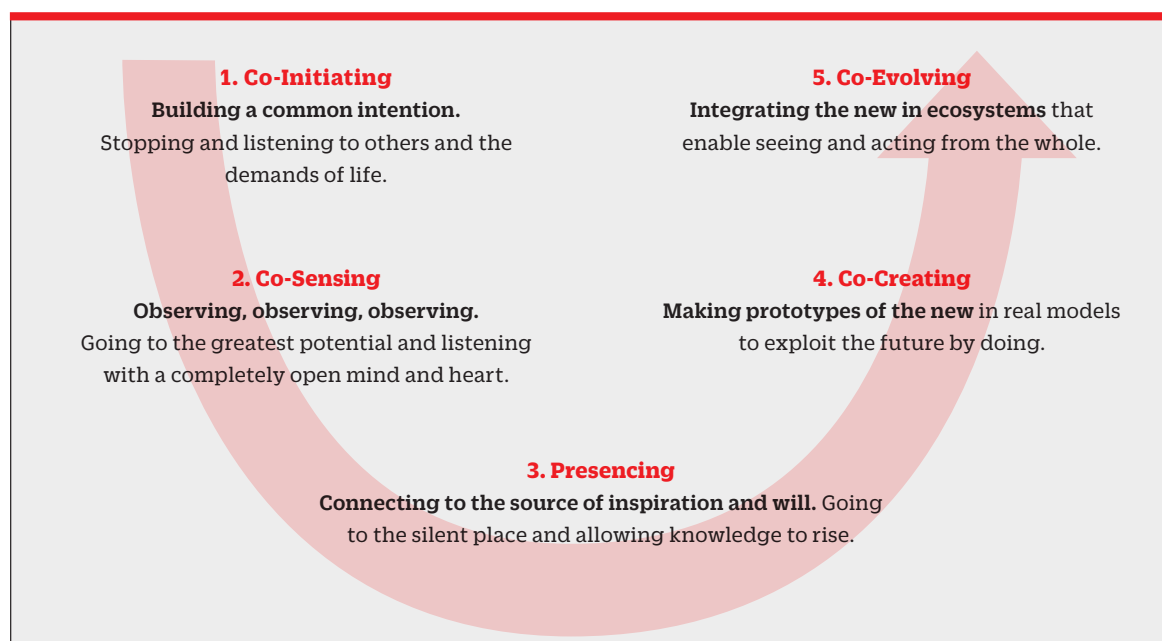 1. Co-Initiating
Building a common intention.
Stopping and listening to others and the
demands of life.
2. Co-Sensing
Observing, observing, observing.
Going to the greatest potential and listening
with a completely open mind and heart.
3. Presencing
Connecting to the source of inspiration and will. Going
to the silent place and allowing knowledge to rise.
4. Co-Creating
Making prototypes of the new in real models
to exploit the future by doing.
5. Co-Evolving
Integrating the new in ecosystems that
enable seeing and acting from the whole.